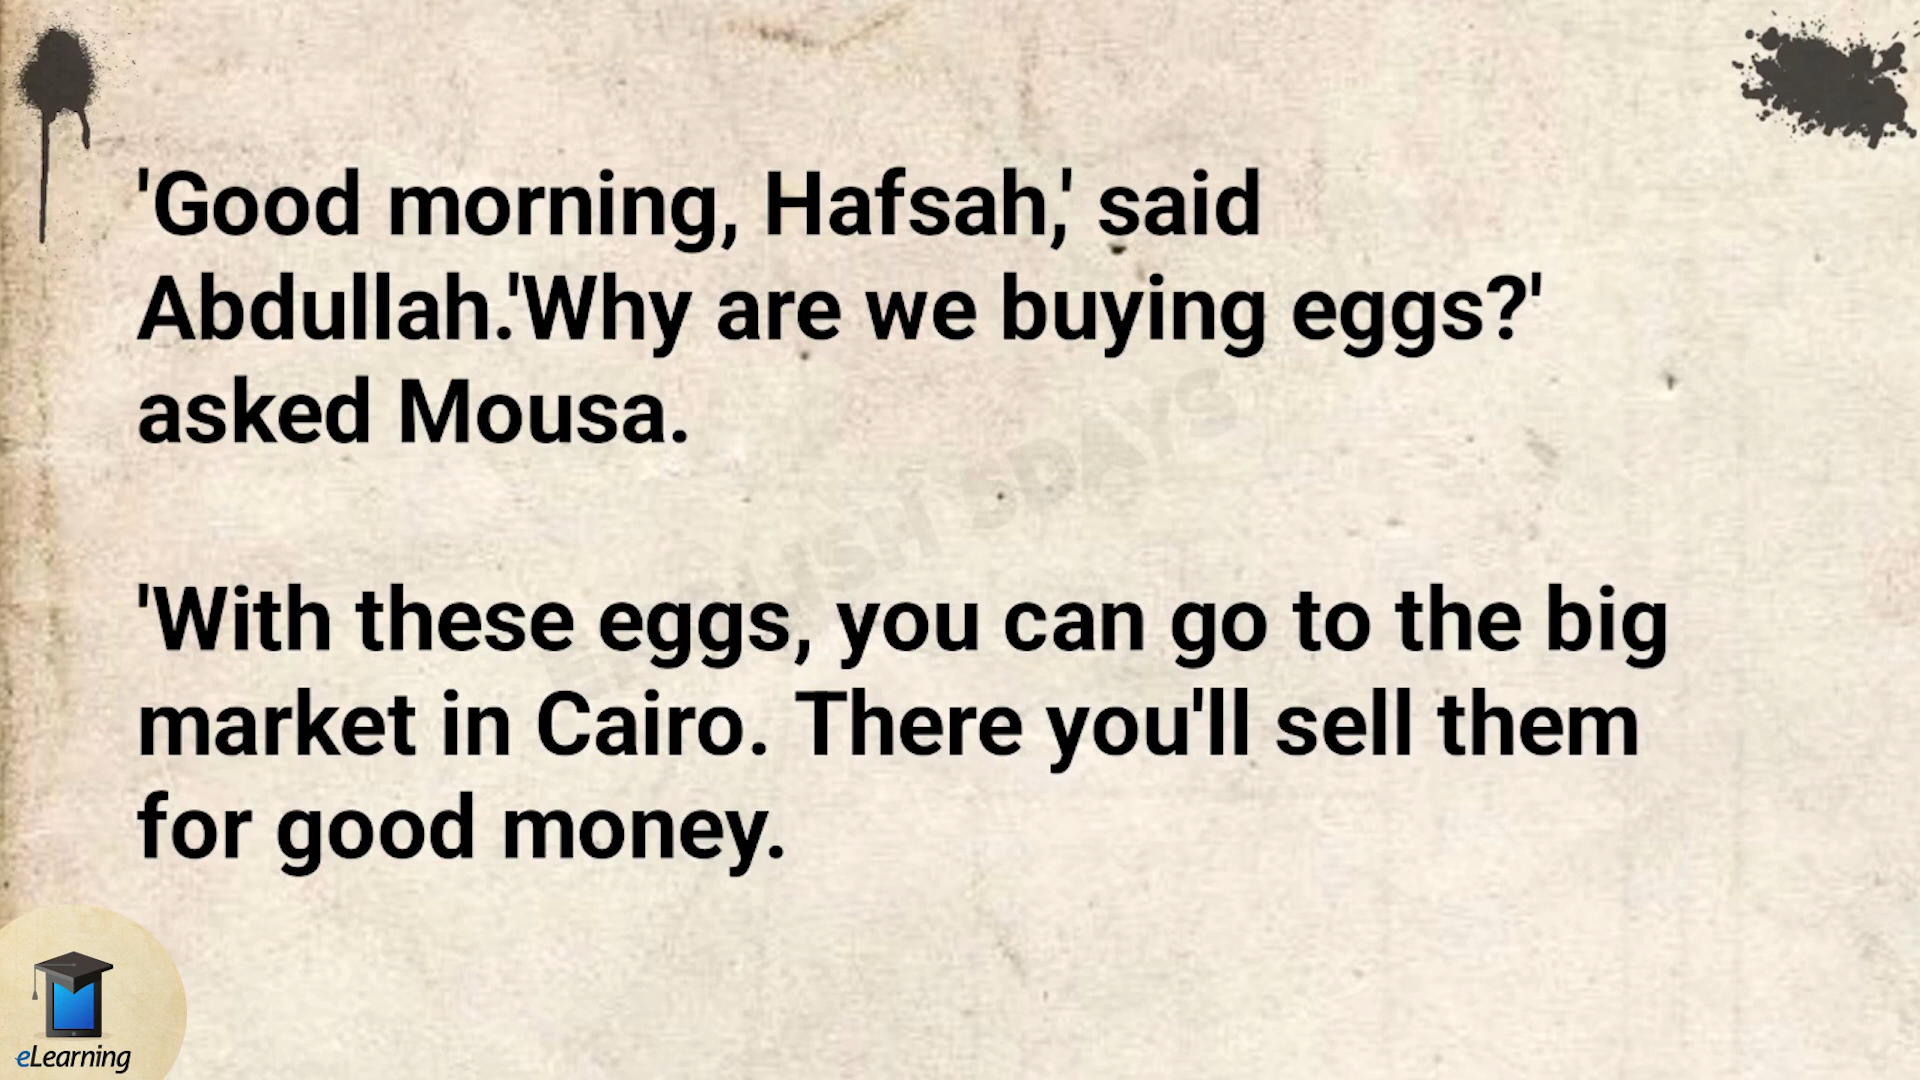 'Good morning, Hafsah,' said
Abdullah.'Why are we buying eggs?'
asked Mousa.
'With these eggs, you can go to the big
market in Cairo. There you'll sell them
for good money.
eLearning